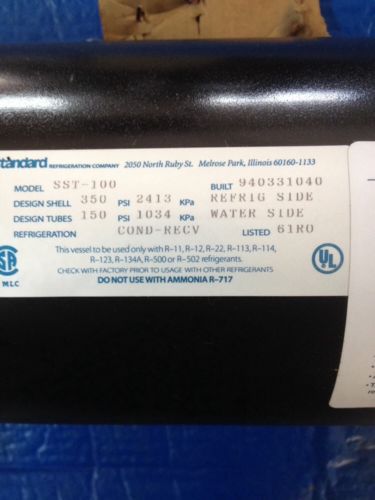 standard REFRIGERATION COMPANY 2050 North Ruby St. Melrose Park, Illinois 60160-1133
MODEL SST-100 BUILT 940331040
DESIGN SHELL 350 PSI 2413 KPa REFRIG SIDE
DESIGN TUBES 150 PSI 1034 KPa WATER SIDE
REFRIGERATION COND-RECV LISTED 61R0
This vessel to be used only with R-11, R-12, R-22, R-113, R-114,
R-123, R-134A, R-500 or R-502 refrigerants.
CHECK WITH FACTORY PRIOR TO USAGE WITH OTHER REFRIGERANTS
DO NOT USE WITH AMMONIA R-717
SA
MLC
UL